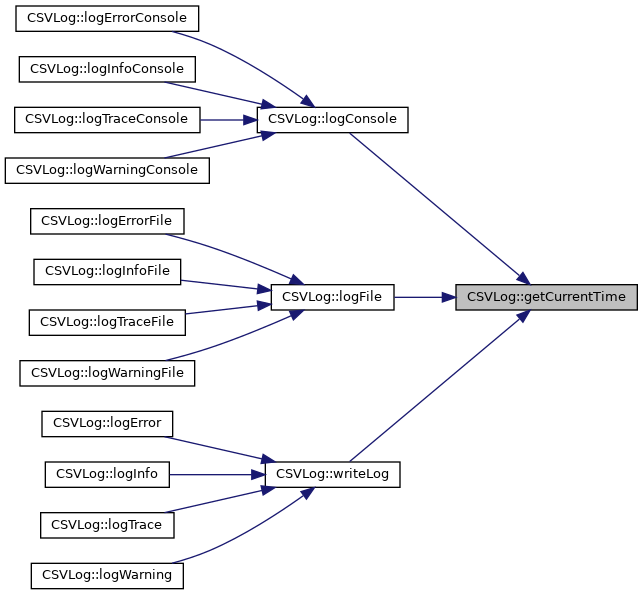 CSVLog::logErrorConsole
CSVLog::logInfoConsole
CSVLog::logTraceConsole
CSVLog::logWarningConsole
CSVLog::logConsole
CSVLog::logErrorFile
CSVLog::logInfoFile
CSVLog::logTraceFile
CSVLog::logWarningFile
CSVLog::logFile
CSVLog::getCurrentTime
CSVLog::logError
CSVLog::logInfo
CSVLog::logTrace
CSVLog::logWarning
CSVLog::writeLog